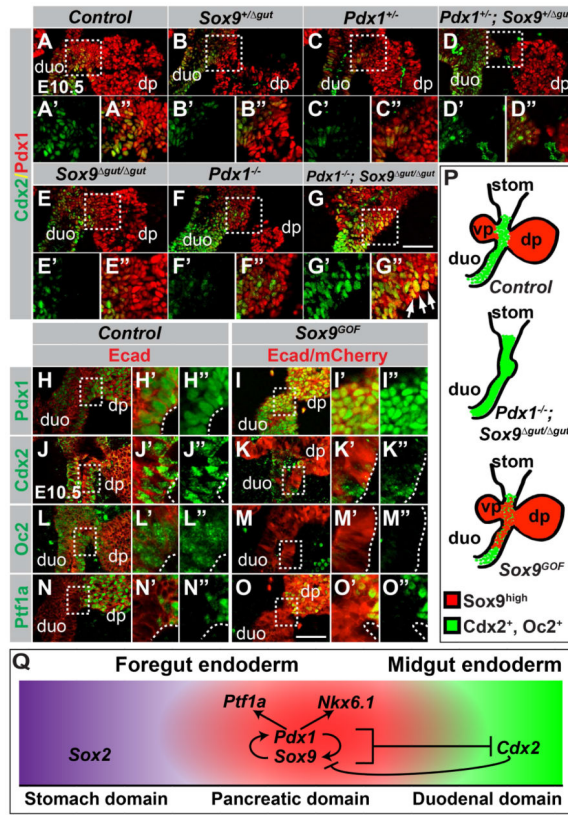 Control Sox9+/Δgut Pdx1+/- Pdx1+/-; Sox9+/Δgut
A B C D
duo dp duo dp duo dp duo dp
E10.5
A' A" B' B" C' C" D' D"
Cdx2/Pdx1
Sox9Δgut/Δgut Pdx1-/- Pdx1-/-; Sox9Δgut/Δgut
E F G
duo dp duo dp duo
E' E" F' F" G' G"
Control Sox9GOF
Ecad Ecad/mCherry
Pdx1
H H' H" I I' I"
duo dp duo dp
Cdx2
J J' J" K K' K"
duo dp duo dp
E10.5
Oc2
L L' L" M M' M"
duo dp duo dp
Ptf1a
N N' N" O O' O"
duo dp duo dp
P
stom
vp dp
duo
Control
stom
duo
Pdx1-/-;
Sox9Δgut/Δgut
stom
vp dp
duo
Sox9GOF
Sox9high
Cdx2+, Oc2+
Q
Foregut endoderm Midgut endoderm
Ptf1a Nkx6.1
Pdx1
Sox2 Sox9 Cdx2
Stomach domain Pancreatic domain Duodenal domain